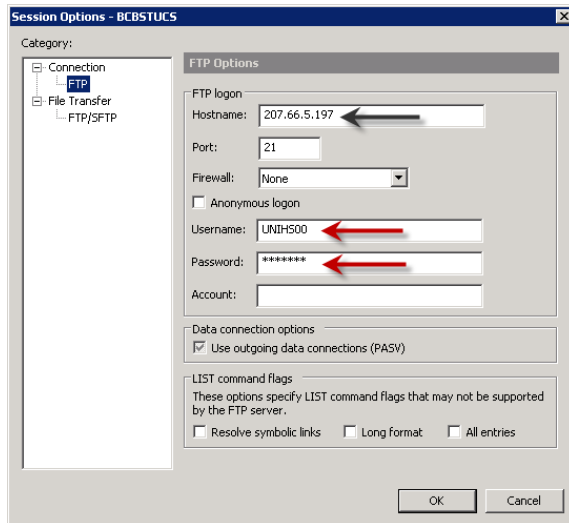 Session Options - BCBSTUCS
Category:
Connection
FTP
File Transfer
FTP/SFTP
FTP Options
FTP logon
Hostname: 207.66.5.197
Port: 21
Firewall: None
Anonymous logon
Username: UNIHS00
Password: *******
Account:
Data connection options
Use outgoing data connections (PASV)
LIST command flags
These options specify LIST command flags that may not be supported
by the FTP server.
Resolve symbolic links Long format All entries
OK Cancel